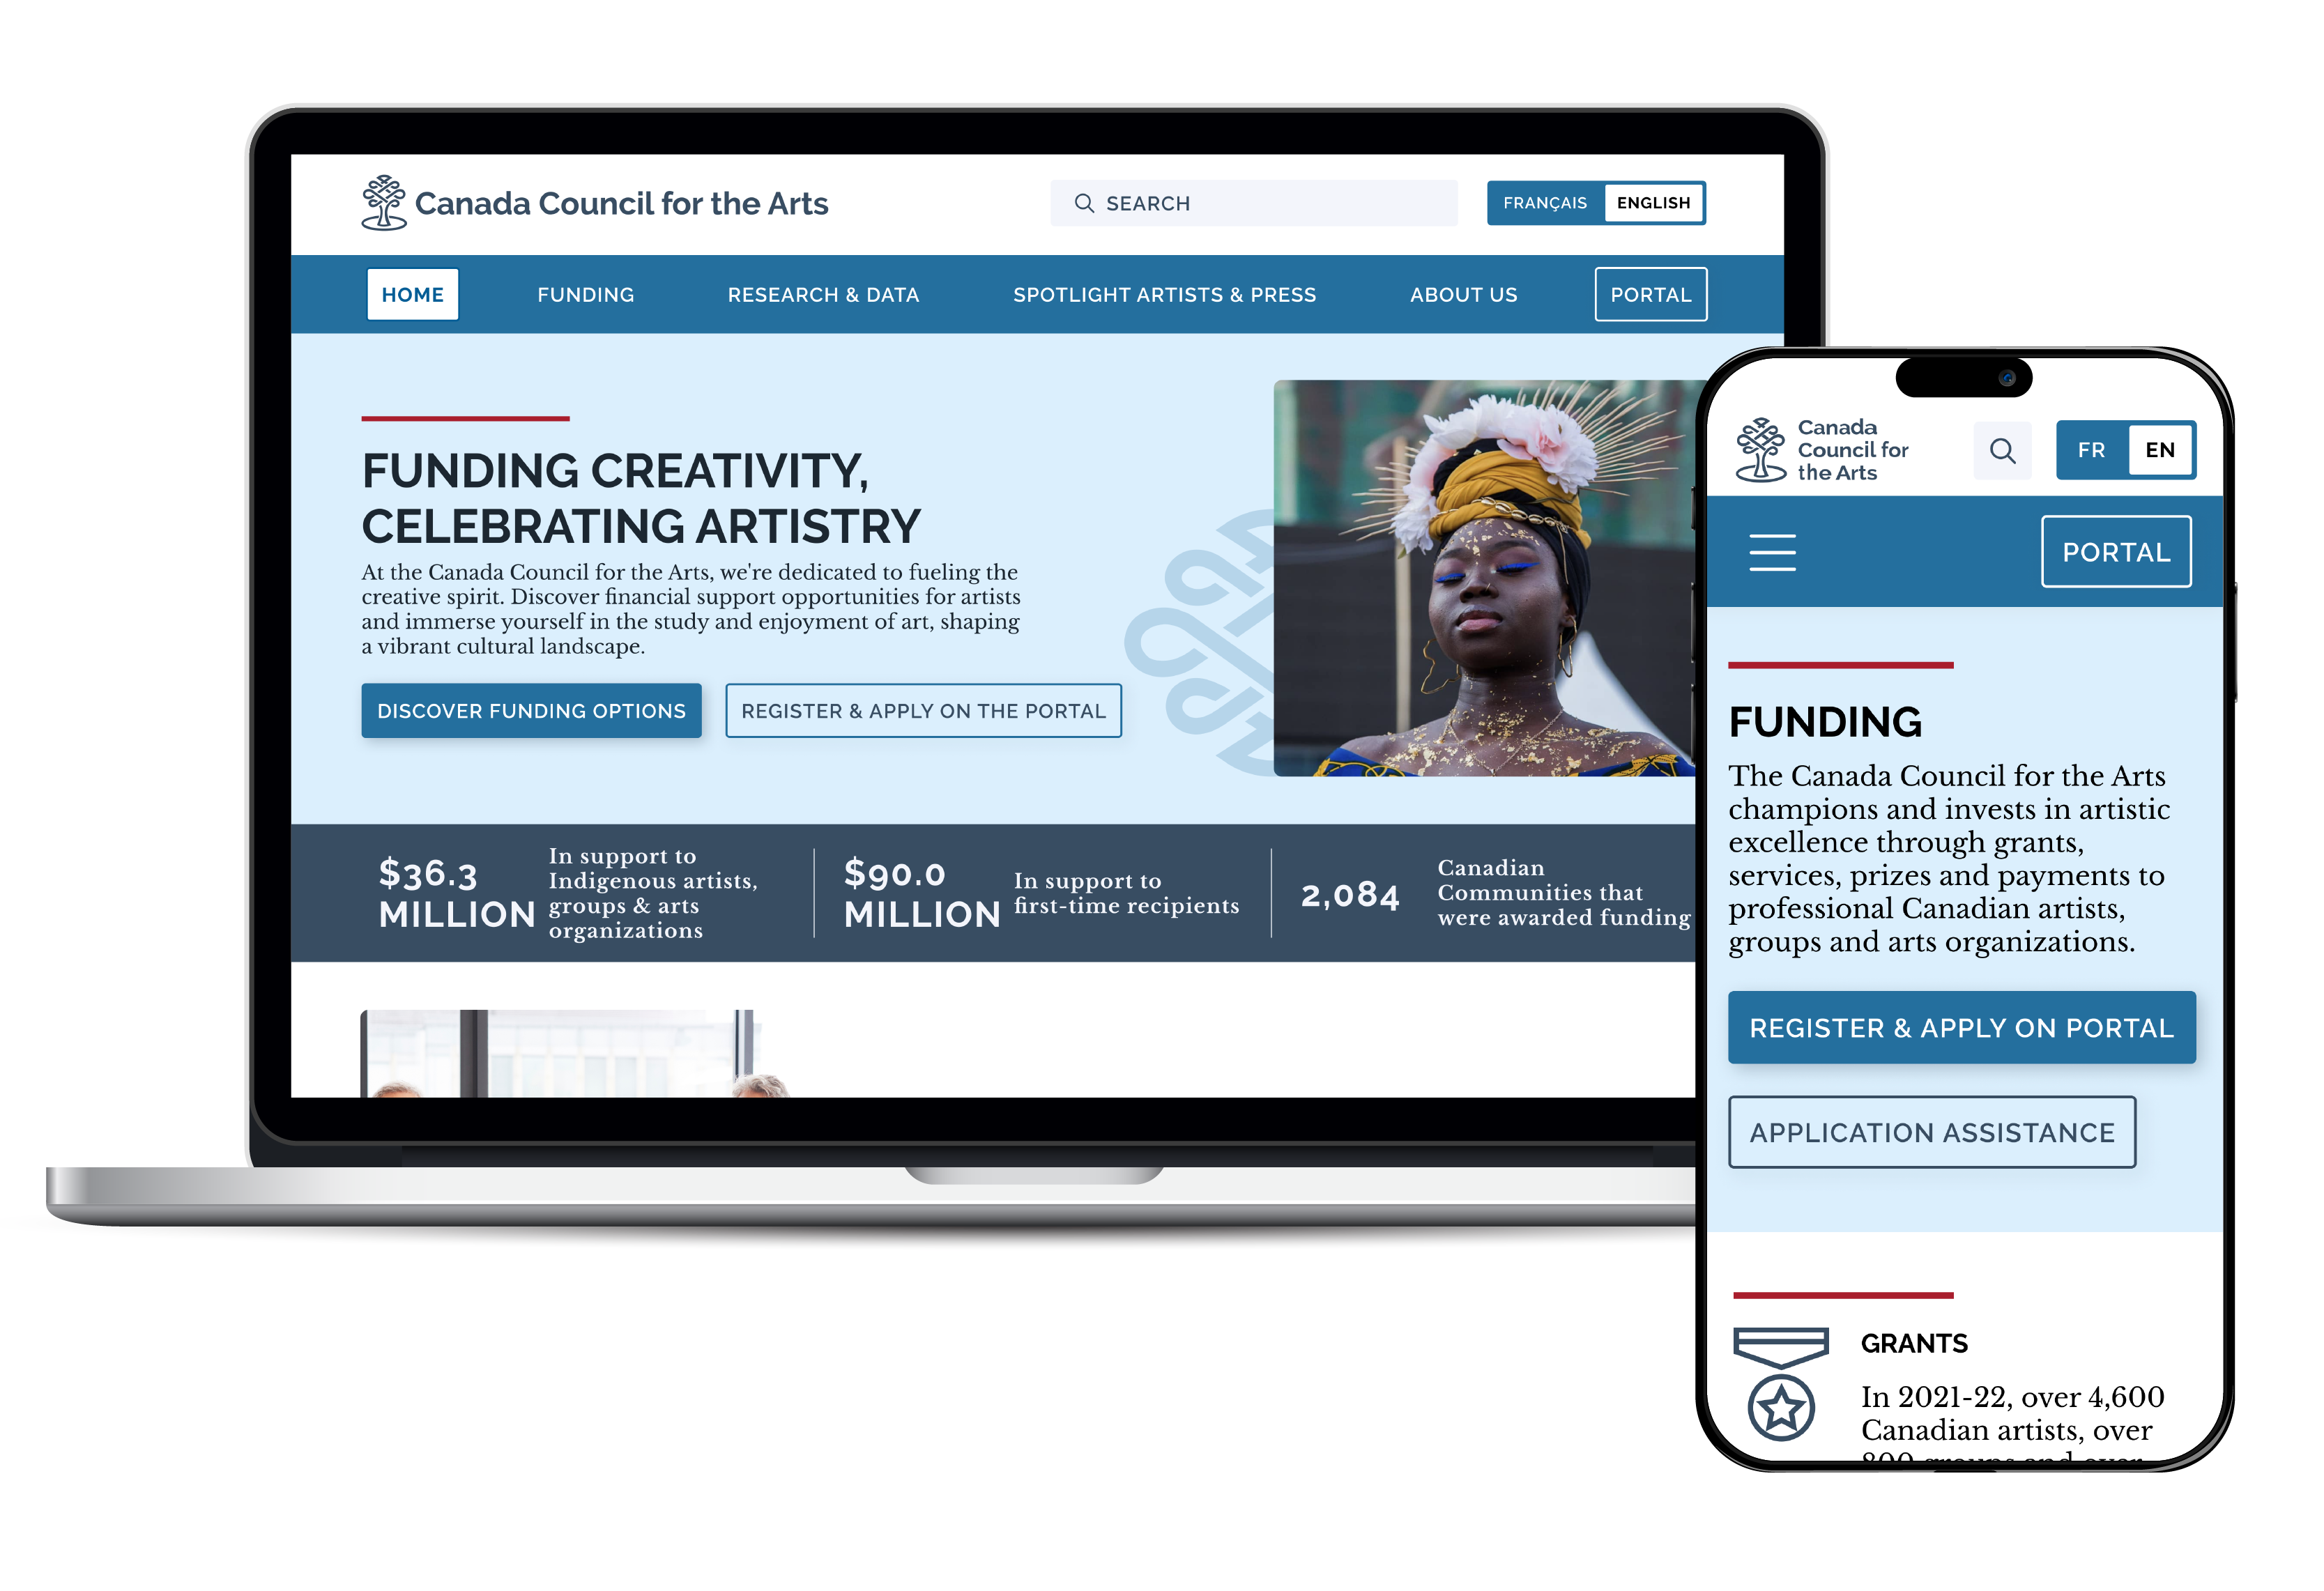 Canada Council for the Arts
SEARCH
FRANÇAIS
ENGLISH
HOME
FUNDING
RESEARCH & DATA
SPOTLIGHT ARTISTS & PRESS
ABOUT US
PORTAL
FUNDING CREATIVITY,
CELEBRATING ARTISTRY
At the Canada Council for the Arts, we're dedicated to fueling the
creative spirit. Discover financial support opportunities for artists
and immerse yourself in the study and enjoyment of art, shaping
a vibrant cultural landscape.
DISCOVER FUNDING OPTIONS
REGISTER & APPLY ON THE PORTAL
$36.3
MILLION
In support to
Indigenous artists,
groups & arts
organizations
$90.0
MILLION
In support to
first-time recipients
2,084
Canadian
Communities that
were awarded funding
Canada
Council for
the Arts
FR
EN
PORTAL
FUNDING
The Canada Council for the Arts
champions and invests in artistic
excellence through grants,
services, prizes and payments to
professional Canadian artists,
groups and arts organizations.
REGISTER & APPLY ON PORTAL
APPLICATION ASSISTANCE
GRANTS
In 2021-22, over 4,600
Canadian artists, over
800 groups and over